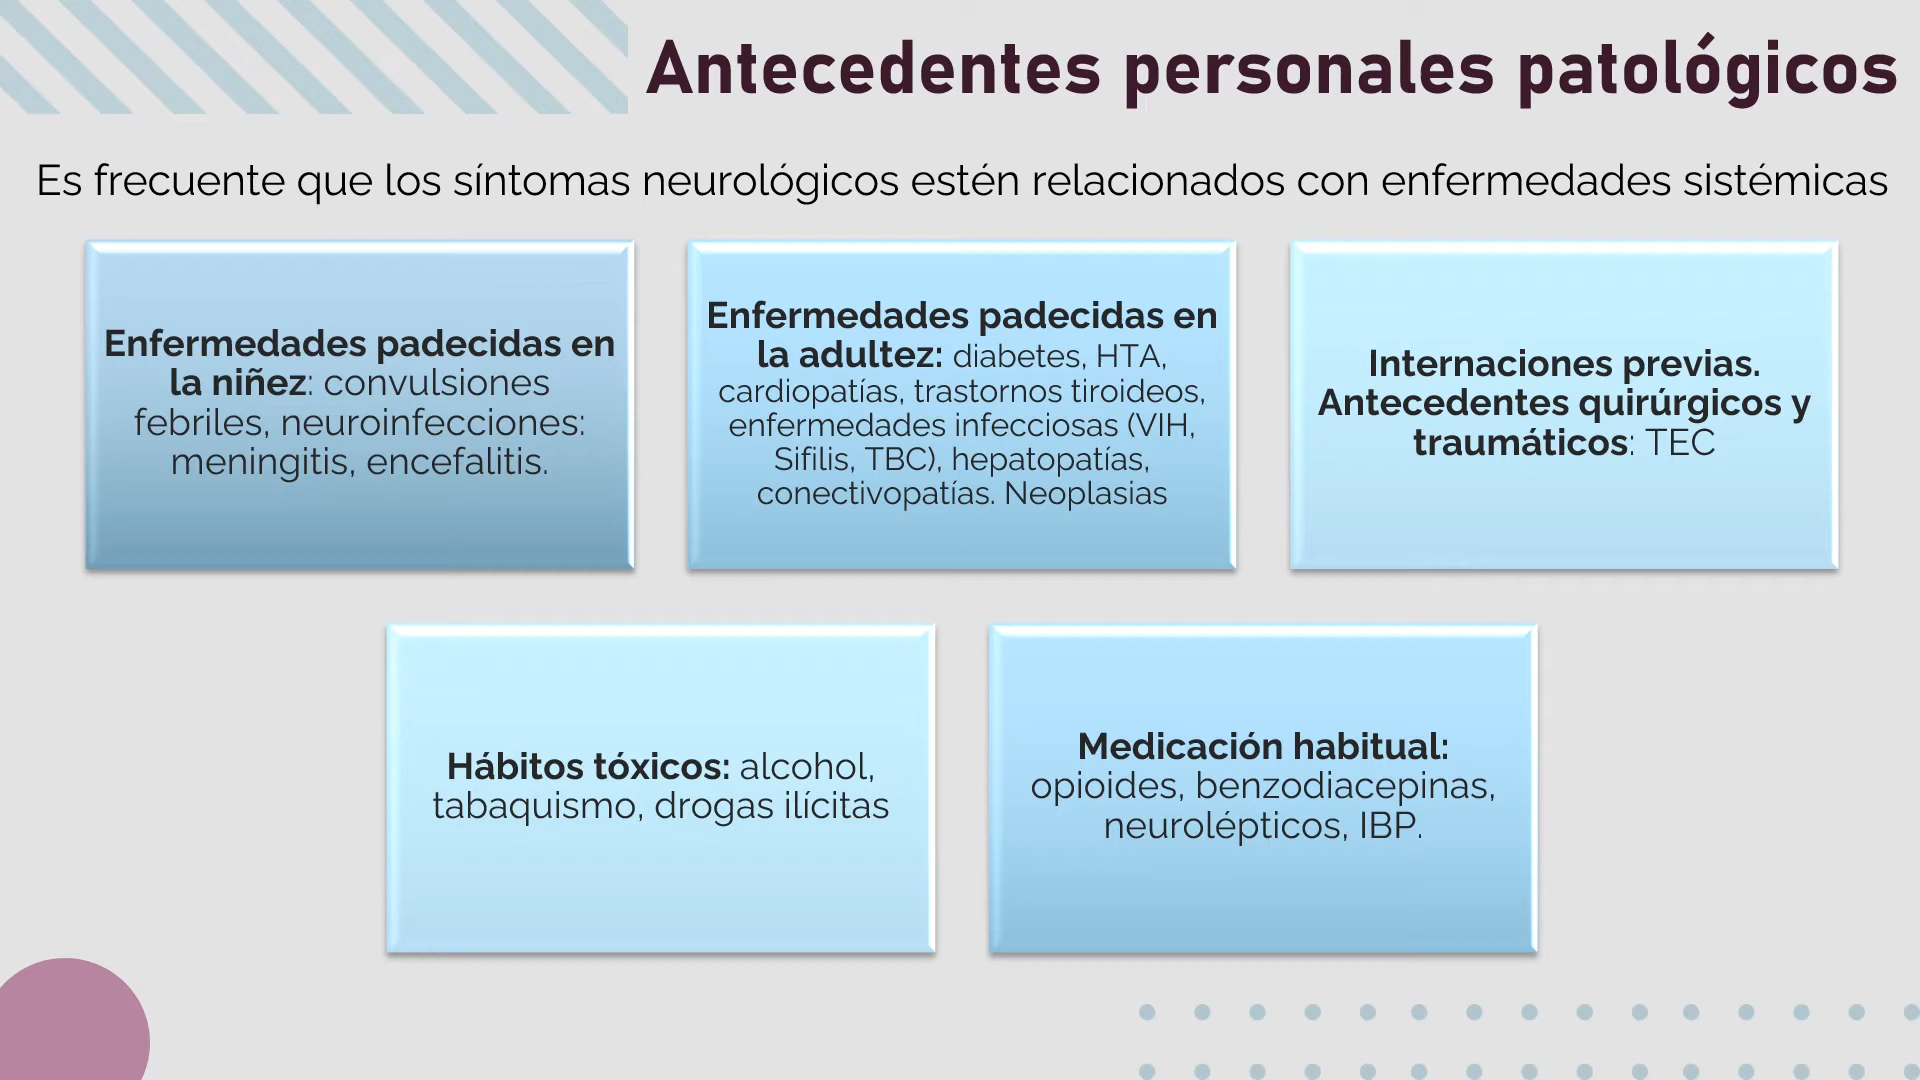 Antecedentes personales patológicos
Es frecuente que los síntomas neurológicos estén relacionados con enfermedades sistémicas
Enfermedades padecidas en
la niñez: convulsiones
febriles, neuroinfecciones:
meningitis, encefalitis.
Enfermedades padecidas en
la adultez: diabetes, HTA,
cardiopatías, trastornos tiroideos,
enfermedades infecciosas (VIH,
Sifilis, TBC), hepatopatías,
conectivopatías. Neoplasias
Internaciones previas.
Antecedentes quirúrgicos y
traumáticos: TEC
Hábitos tóxicos: alcohol,
tabaquismo, drogas ilícitas
Medicación habitual:
opioides, benzodiacepinas,
neurolépticos, IBP.